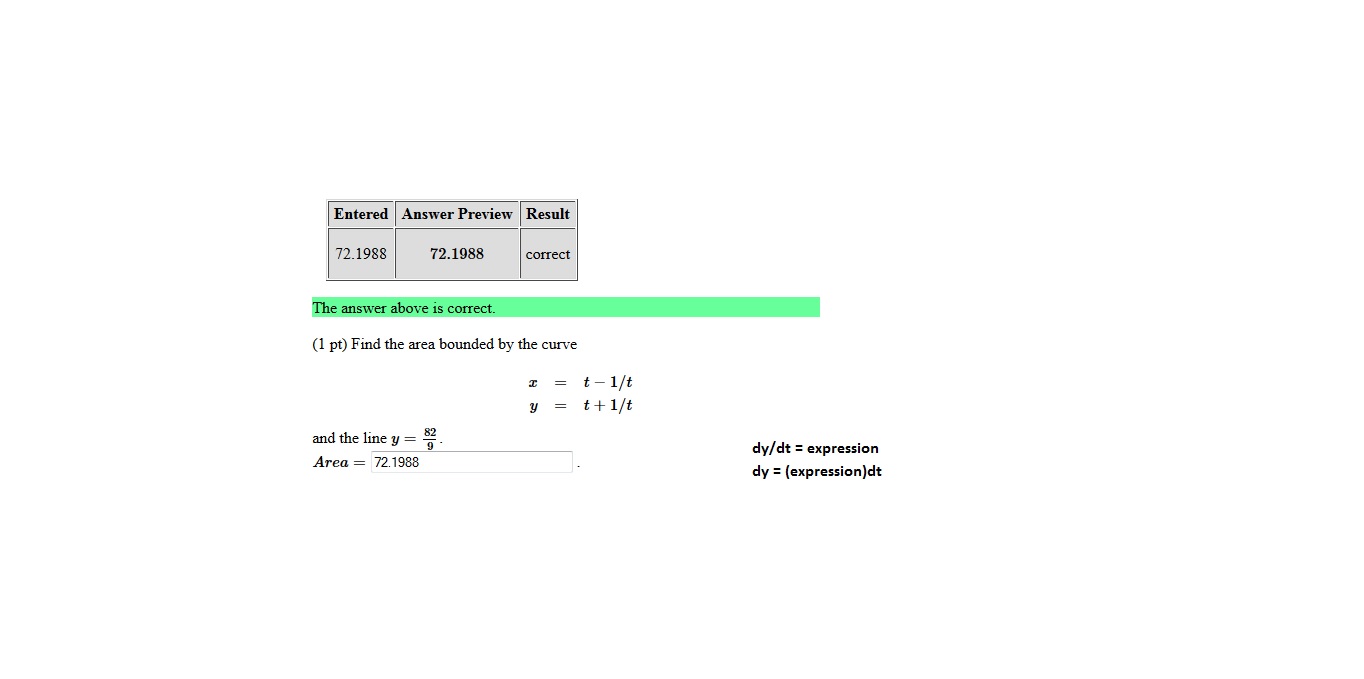 Entered Answer Preview Result
72.1988 72.1988 correct
The answer above is correct.
(1 pt) Find the area bounded by the curve
x = t − 1/t
y = t + 1/t
and the line y = 82/9 .
Area = 72.1988 .
dy/dt = expression
dy = (expression)dt